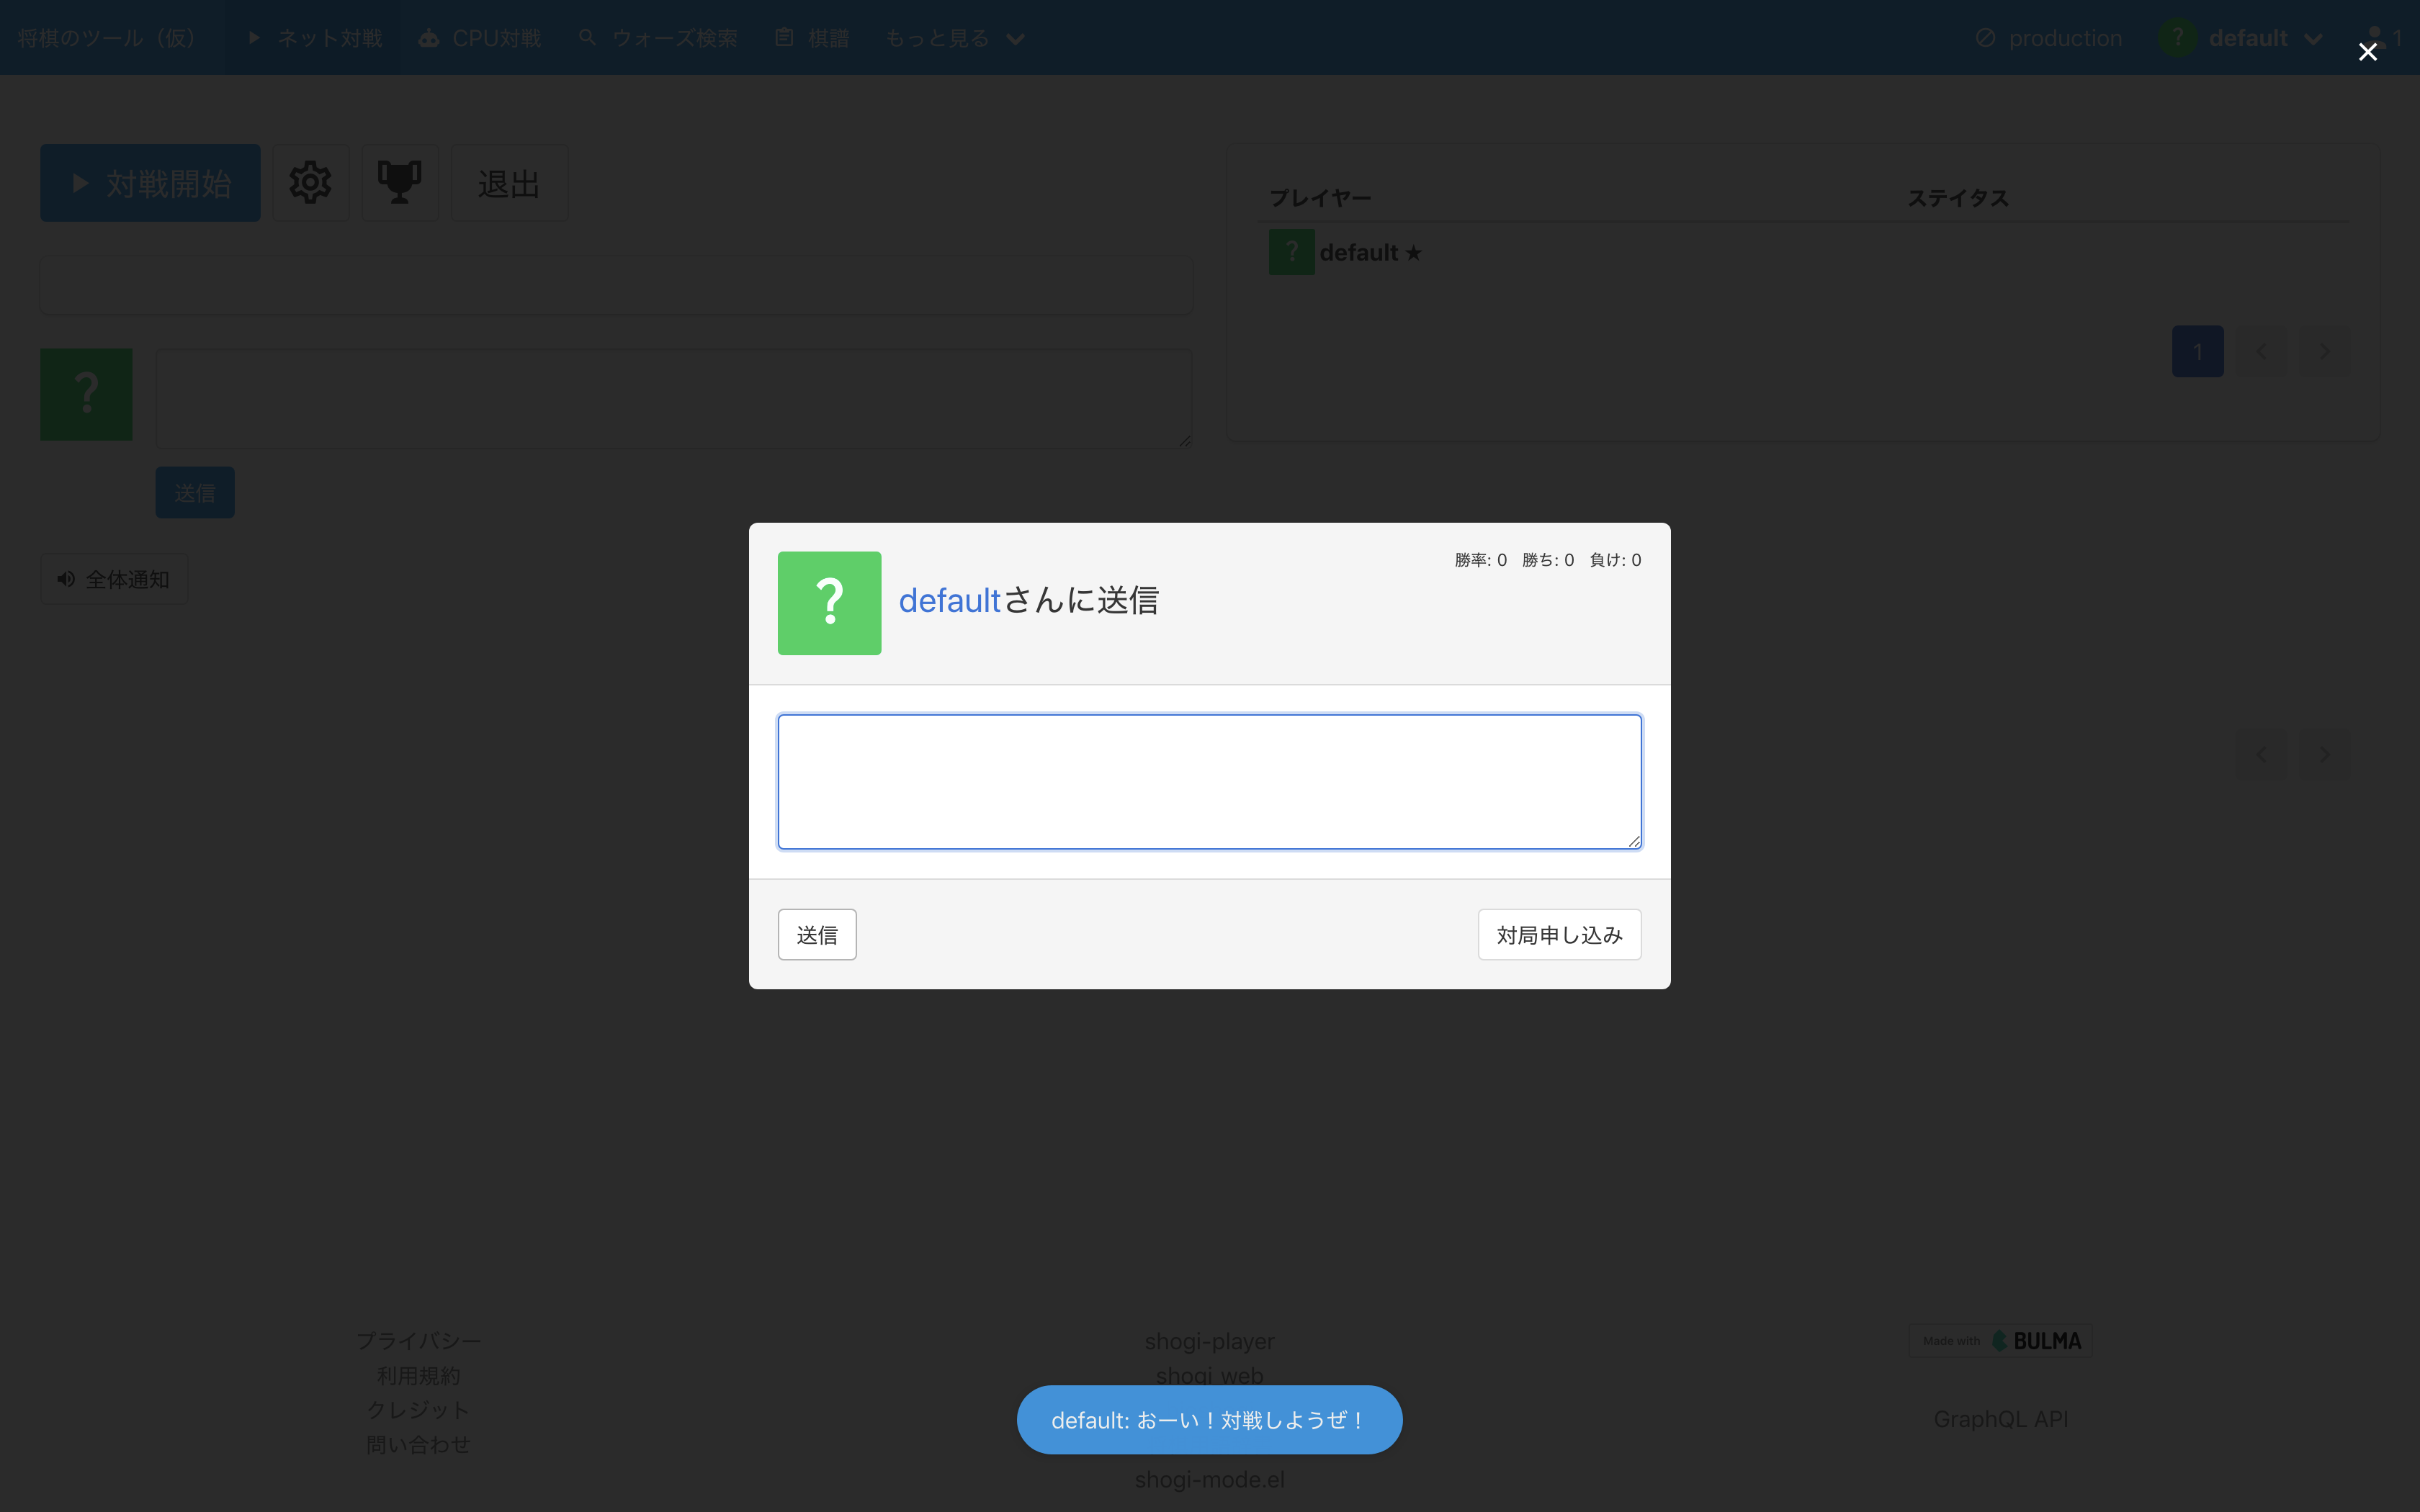 将棋のツール（仮） ネット対戦 CPU対戦 ウォーズ検索 棋譜 もっと見る production ? default 1
対戦開始 退出
プレイヤー ステイタス
? default ★
1
?
送信
全体通知
? defaultさんに送信
勝率: 0 勝ち: 0 負け: 0
送信 対局申し込み
プライバシー
利用規約
クレジット
問い合わせ
shogi-player
shogi web
shogi-mode.el
Made with BULMA
GraphQL API
default: おーい！対戦しようぜ！